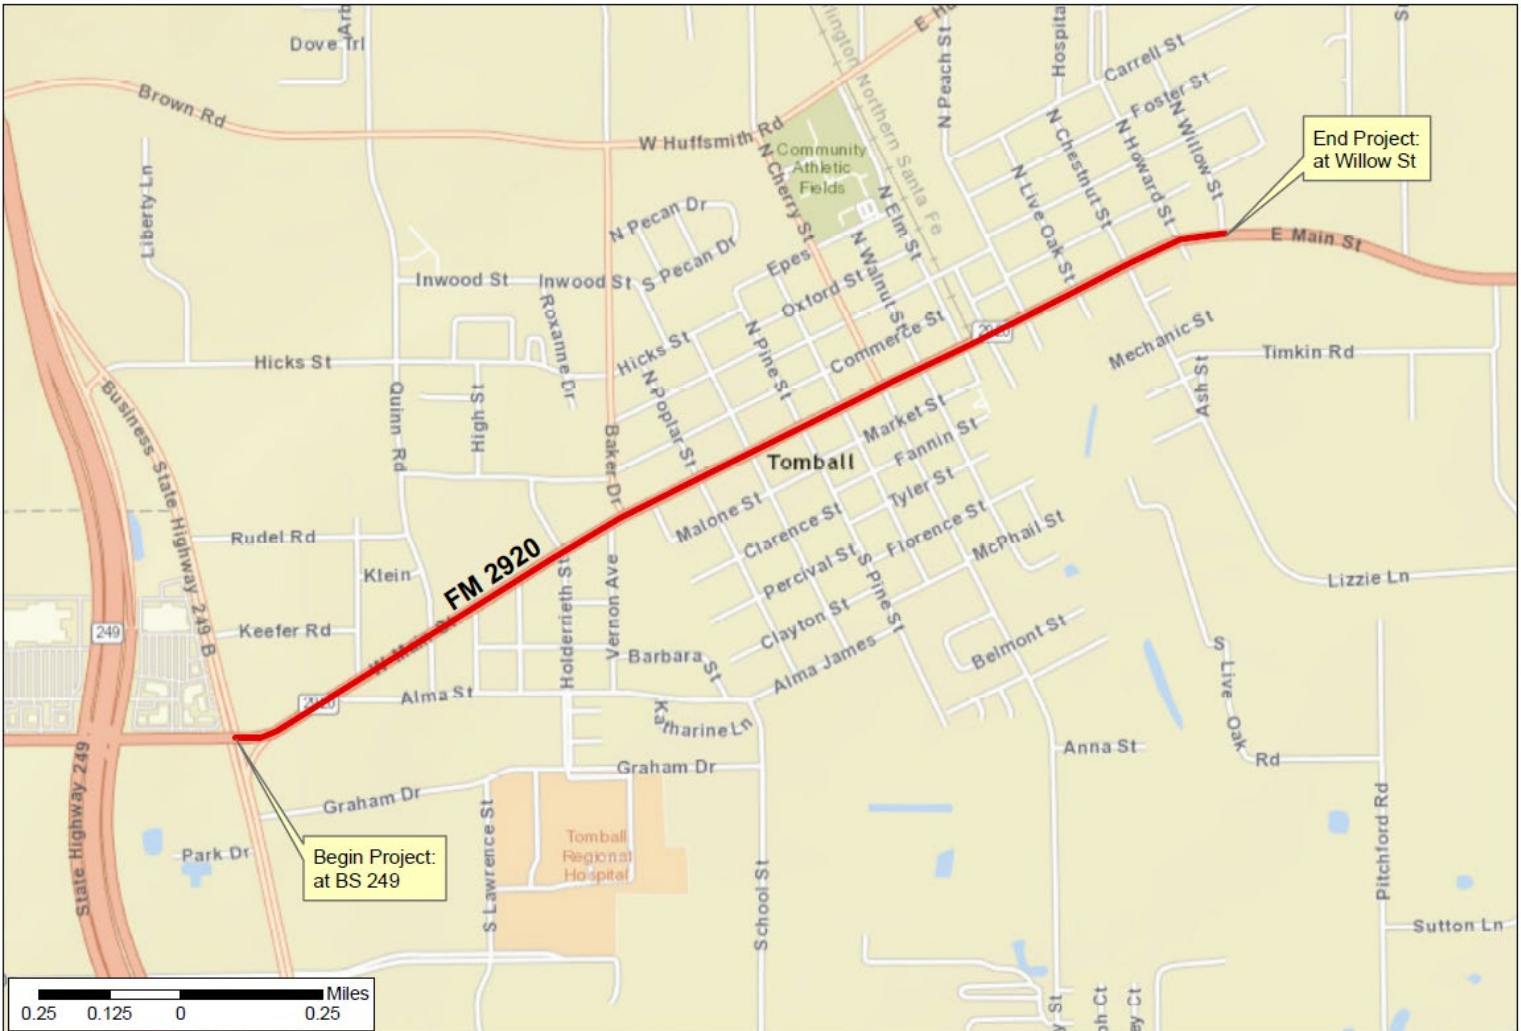 Dove Trl
Brown Rd
W Huffsmith Rd
Community
Athletic
Fields
N Peach St
Carrell St
Foster St
N Willow St
N Howard St
N Chestnut St
N Live Oak St
End Project:
at Willow St
E Main St
Liberty Ln
N Pecan Dr
S Pecan Dr
N Cherry St
N Elm St
N Walnut St
Northern Santa Fe
Epes
Oxford St
Inwood St
Inwood St
Roxanne Dr
Hicks St
Hicks St
N Pine St
Commerce St
Mechanic St
Timkin Rd
Ash St
Business State Highway 249 B
Quinn Rd
High St
Baker Dr
N Poplar St
Market St
Fannin St
Tomball
Tyler St
Malone St
Clarence St
Florence St
McPhail St
Percival St
S Pine St
Clayton St
Alma James
Belmont St
Lizzie Ln
Rudel Rd
Klein
FM 2920
Keefer Rd
W Main St
Holderrieth St
Vernon Ave
Barbara St
249
2920
2920
Alma St
Katharine Ln
S Live Oak Rd
Anna St
Graham Dr
Graham Dr
State Highway 249
Park Dr
Begin Project:
at BS 249
S Lawrence St
Tomball
Regional
Hospital
School St
Pitchford Rd
Sutton Ln
Miles
0.25 0.125 0 0.25